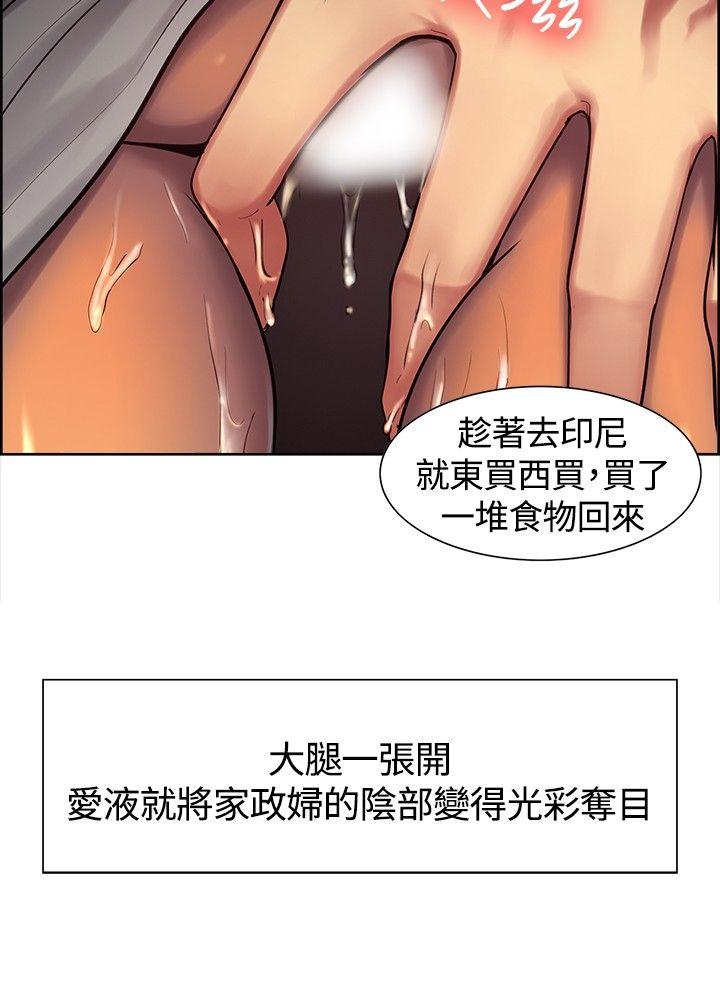 趁著去印尼
就東買西買，買了
一堆食物回來
大腿一張開
愛液就將家政婦的陰部變得光彩奪目